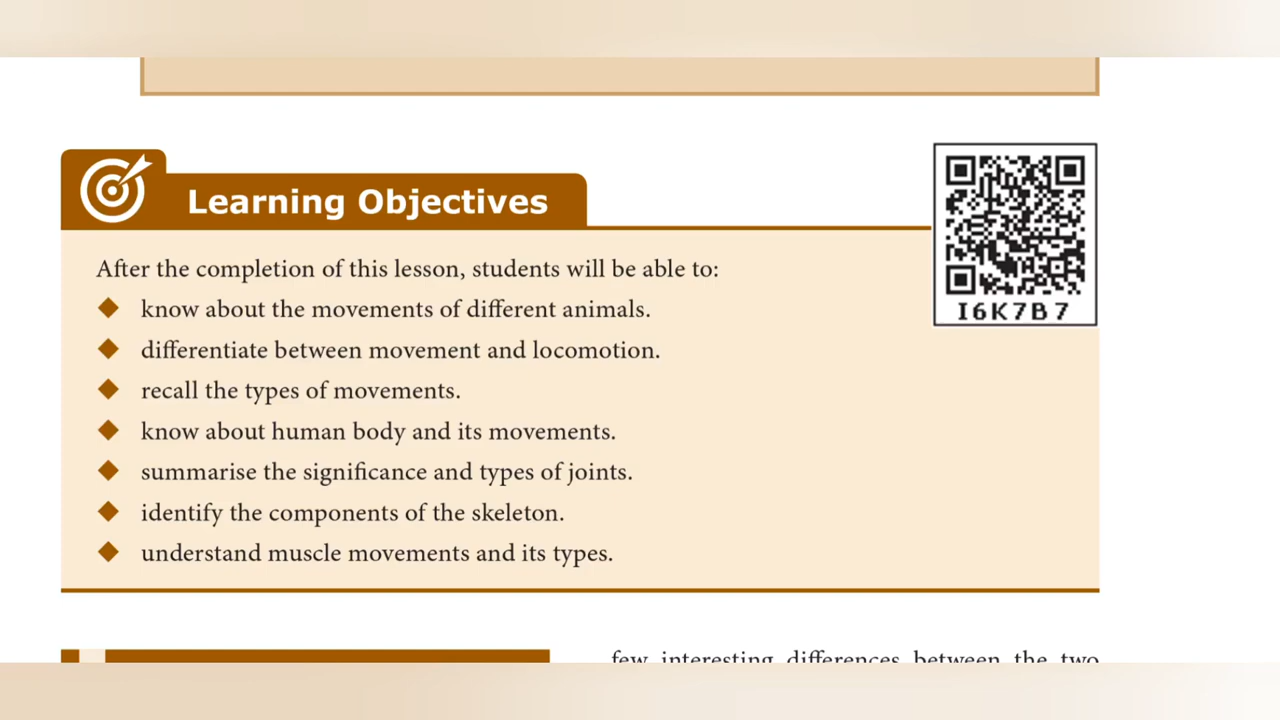 Learning Objectives
I6K7B7
After the completion of this lesson, students will be able to:
know about the movements of different animals.
differentiate between movement and locomotion.
recall the types of movements.
know about human body and its movements.
summarise the significance and types of joints.
identify the components of the skeleton.
understand muscle movements and its types.
few interesting differences between the two